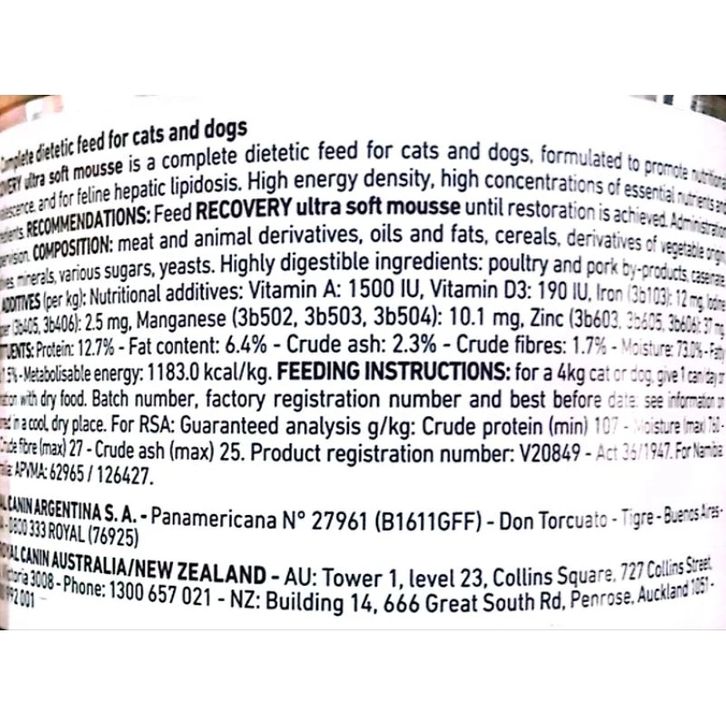 Complete dietetic feed for cats and dogs
ultra soft mousse is a complete dietetic feed for cats and dogs, formulated to promote
and for feline hepatic lipidosis. High energy density, high concentrations of essential nutrients and
RECOMMENDATIONS: Feed RECOVERY ultra soft mousse until restoration is achieved.
COMPOSITION: meat and animal derivatives, oils and fats, cereals, derivatives of vegetable origin
minerals, various sugars, yeasts. Highly digestible ingredients: poultry and pork by-products,
ADDITIVES (per kg): Nutritional additives: Vitamin A: 1500 IU, Vitamin D3: 190 IU, Iron (3b103): 12 mg,
(3b405, 3b406): 2.5 mg, Manganese (3b502, 3b503, 3b504): 10.1 mg, Zinc (3b603, 3b605, 3b606): 37
Protein: 12.7% - Fat content: 6.4% - Crude ash: 2.3% - Crude fibres: 1.7% - Moisture: 73.0% -
- Metabolisable energy: 1183.0 kcal/kg. FEEDING INSTRUCTIONS: for a 4kg cat or dog, give 1 can/day or
with dry food. Batch number, factory registration number and best before date: see information on
in a cool, dry place. For RSA: Guaranteed analysis g/kg: Crude protein (min) 107 - Moisture (max)
Crude fibre (max) 27 - Crude ash (max) 25. Product registration number: V20849 - Act 36/1947. For Namibia:
APVMA: 62965 / 126427.
CANIN ARGENTINA S. A. - Panamericana N° 27961 (B1611GFF) - Don Torcuato - Tigre - Buenos Aires -
- 0800 333 ROYAL (76925)
ROYAL CANIN AUSTRALIA/NEW ZEALAND - AU: Tower 1, level 23, Collins Square, 727 Collins Street,
3008 - Phone: 1300 657 021 - NZ: Building 14, 666 Great South Rd, Penrose, Auckland 1051 -